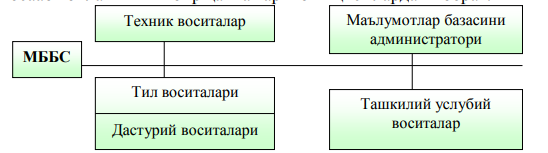 Техник воситалар
Маълумотлар базасини
администратори
МББС
Тил воситалари
Дастурий воситалари
Ташкилий услубий
воситалар